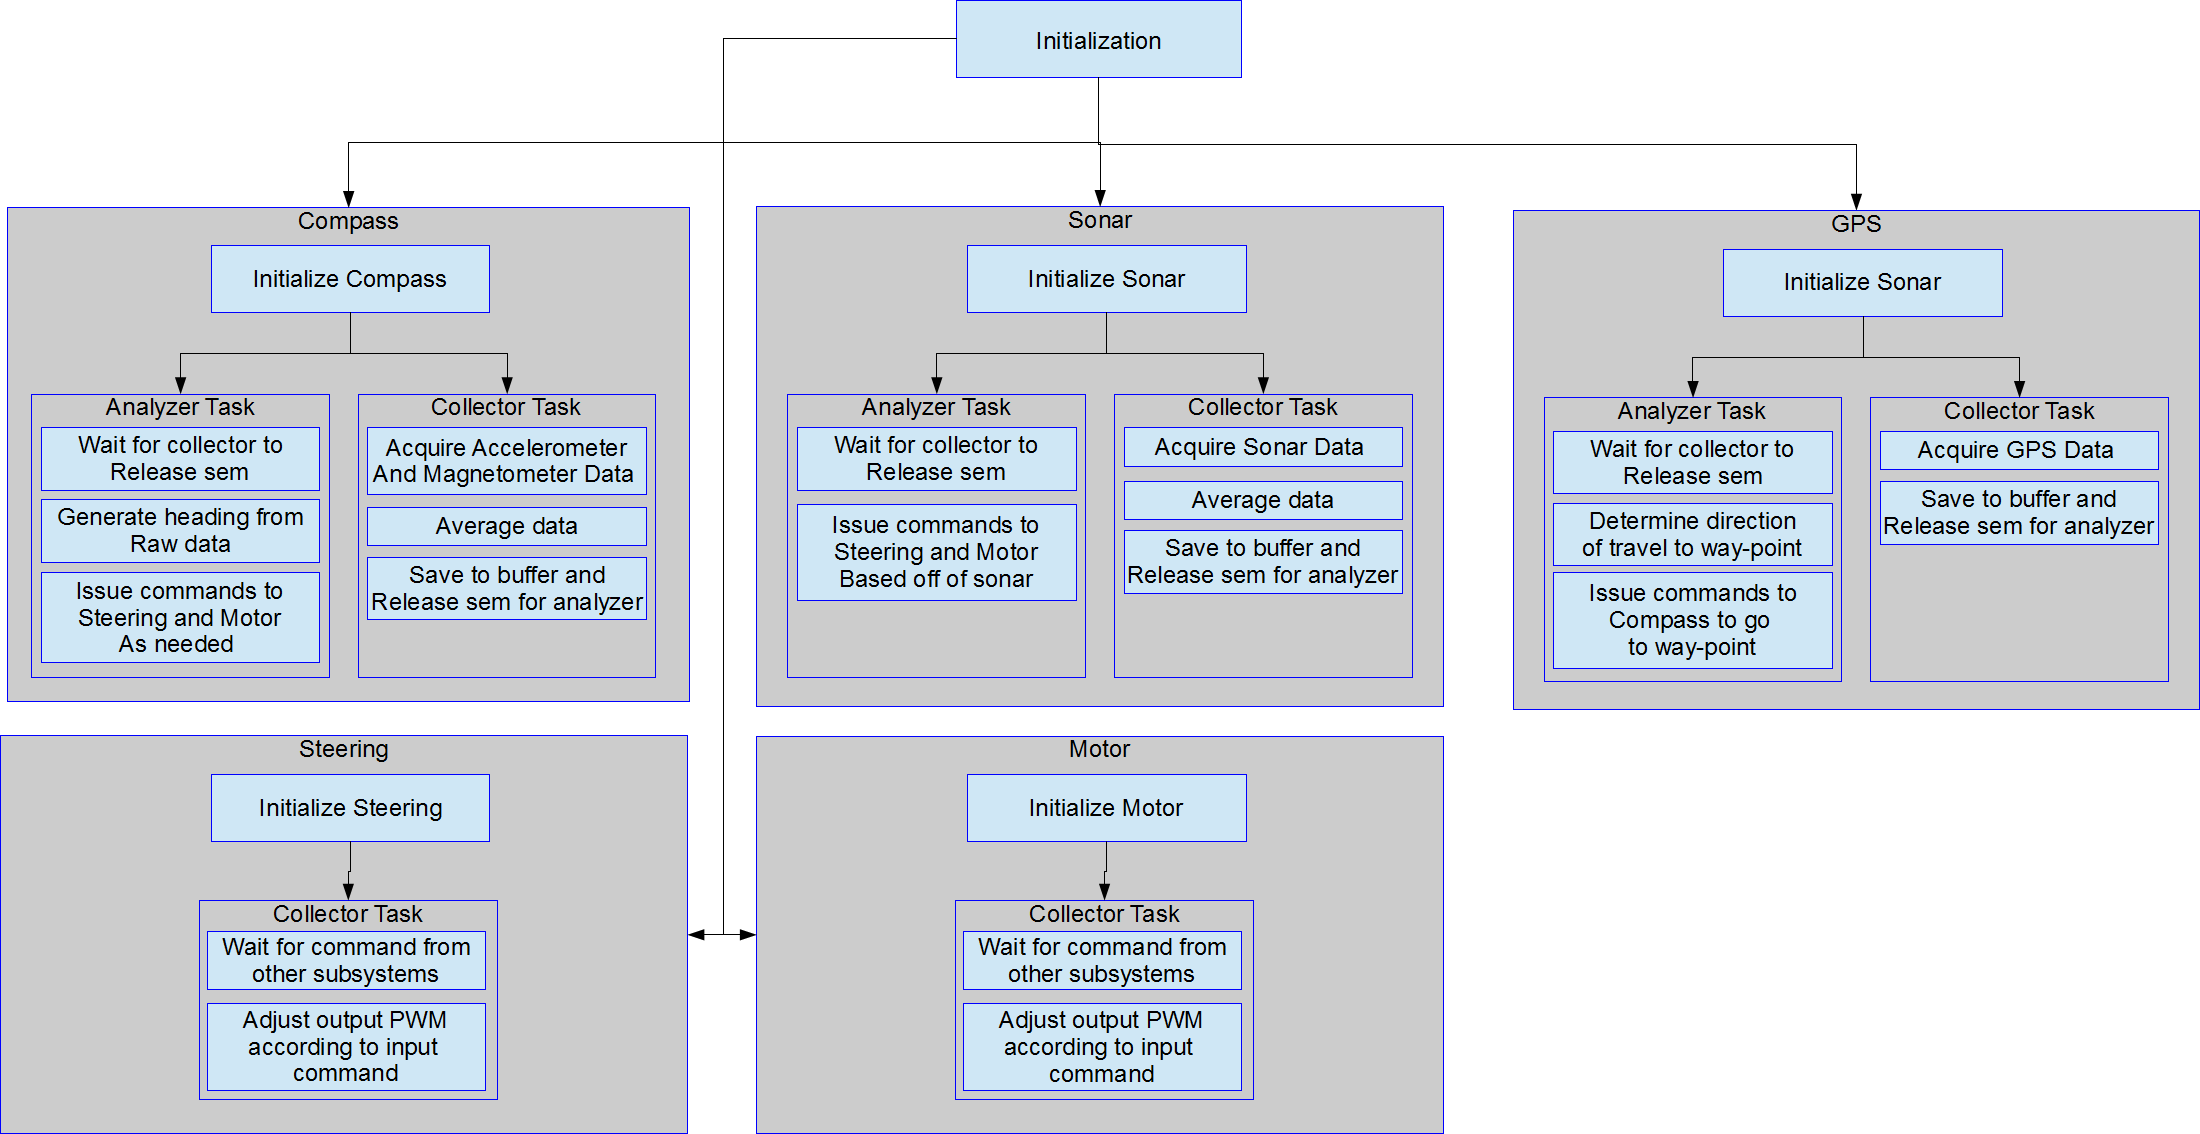 Initialization
Compass
Initialize Compass
Analyzer Task
Wait for collector to
Release sem
Generate heading from
Raw data
Issue commands to
Steering and Motor
As needed
Collector Task
Acquire Accelerometer
And Magnetometer Data
Average data
Save to buffer and
Release sem for analyzer
Sonar
Initialize Sonar
Analyzer Task
Wait for collector to
Release sem
Issue commands to
Steering and Motor
Based off of sonar
Collector Task
Acquire Sonar Data
Average data
Save to buffer and
Release sem for analyzer
GPS
Initialize Sonar
Analyzer Task
Wait for collector to
Release sem
Determine direction
of travel to way-point
Issue commands to
Compass to go
to way-point
Collector Task
Acquire GPS Data
Save to buffer and
Release sem for analyzer
Steering
Initialize Steering
Collector Task
Wait for command from
other subsystems
Adjust output PWM
according to input
command
Motor
Initialize Motor
Collector Task
Wait for command from
other subsystems
Adjust output PWM
according to input
command